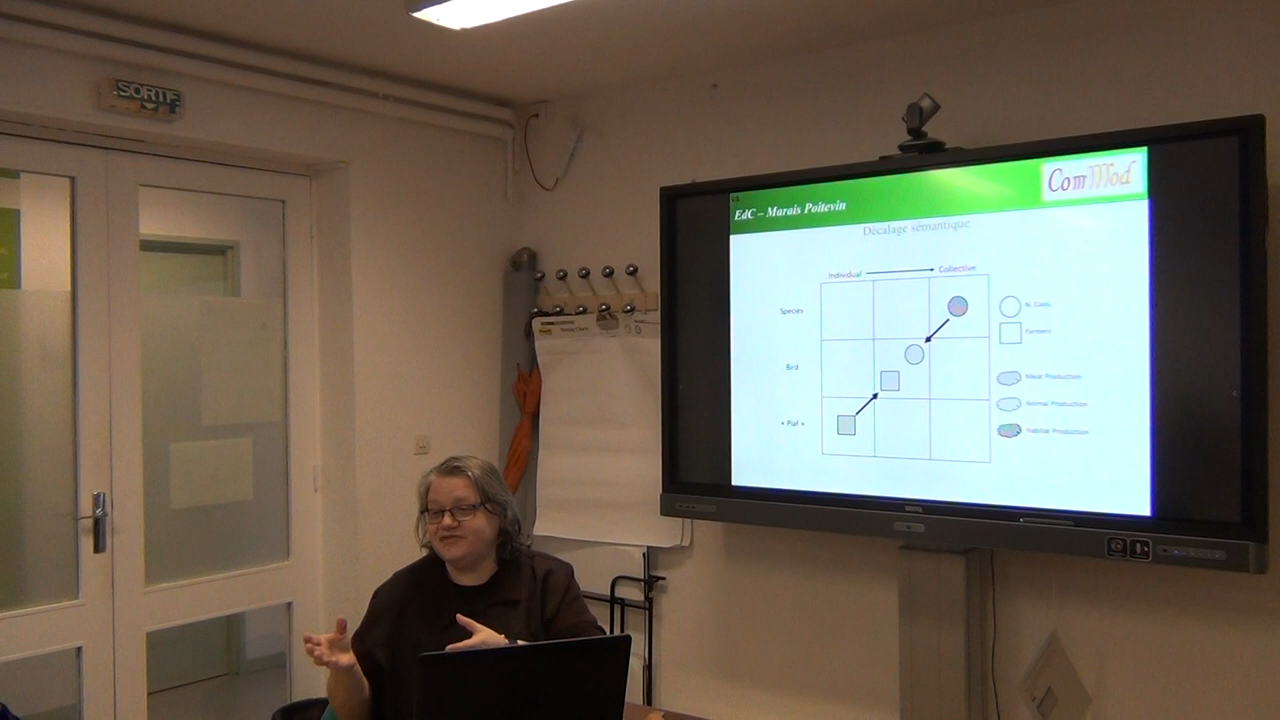 SORTIE
ComMod
EdC – Marais Poitevin
Décalage sémantique
Individual
Collective
Species
Bird
« Piaf »
N. Cons.
Farmers
Meat Production
Animal Production
Habitat Production